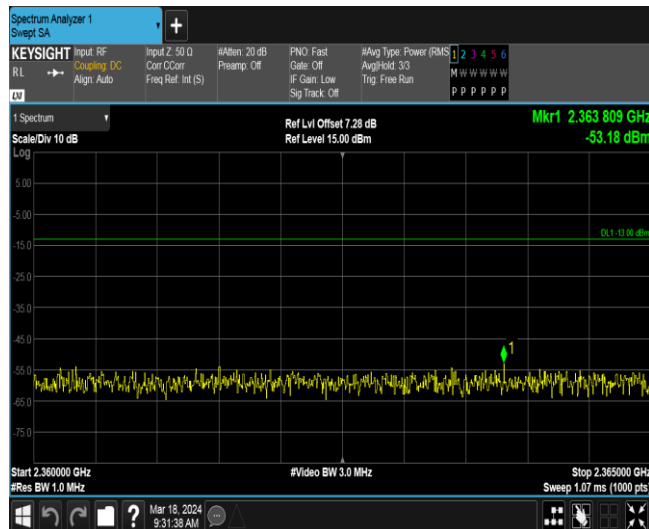 Spectrum Analyzer 1
Swept SA
+
KEYSIGHT
RL
LXI
Input: RF
Coupling: DC
Align: Auto
Input Z: 50 Ω
Corr CCorr
Freq Ref: Int (S)
#Atten: 20 dB
Preamp: Off
PNO: Fast
Gate: Off
IF Gain: Low
Sig Track: Off
#Avg Type: Power (RMS
Avg|Hold: 3/3
Trig: Free Run
1 2 3 4 5 6
M W W W W W
P P P P P P
1 Spectrum
Scale/Div 10 dB
Log
Ref Lvl Offset 7.28 dB
Ref Level 15.00 dBm
Mkr1 2.363 809 GHz
-53.18 dBm
5.00
-5.00
DL1 -13.00 dBm
-15.0
-25.0
-35.0
-45.0
1
-55.0
-65.0
-75.0
Start 2.360000 GHz
#Res BW 1.0 MHz
#Video BW 3.0 MHz
Stop 2.365000 GHz
Sweep 1.07 ms (1000 pts)
?
Mar 18, 2024
9:31:38 AM